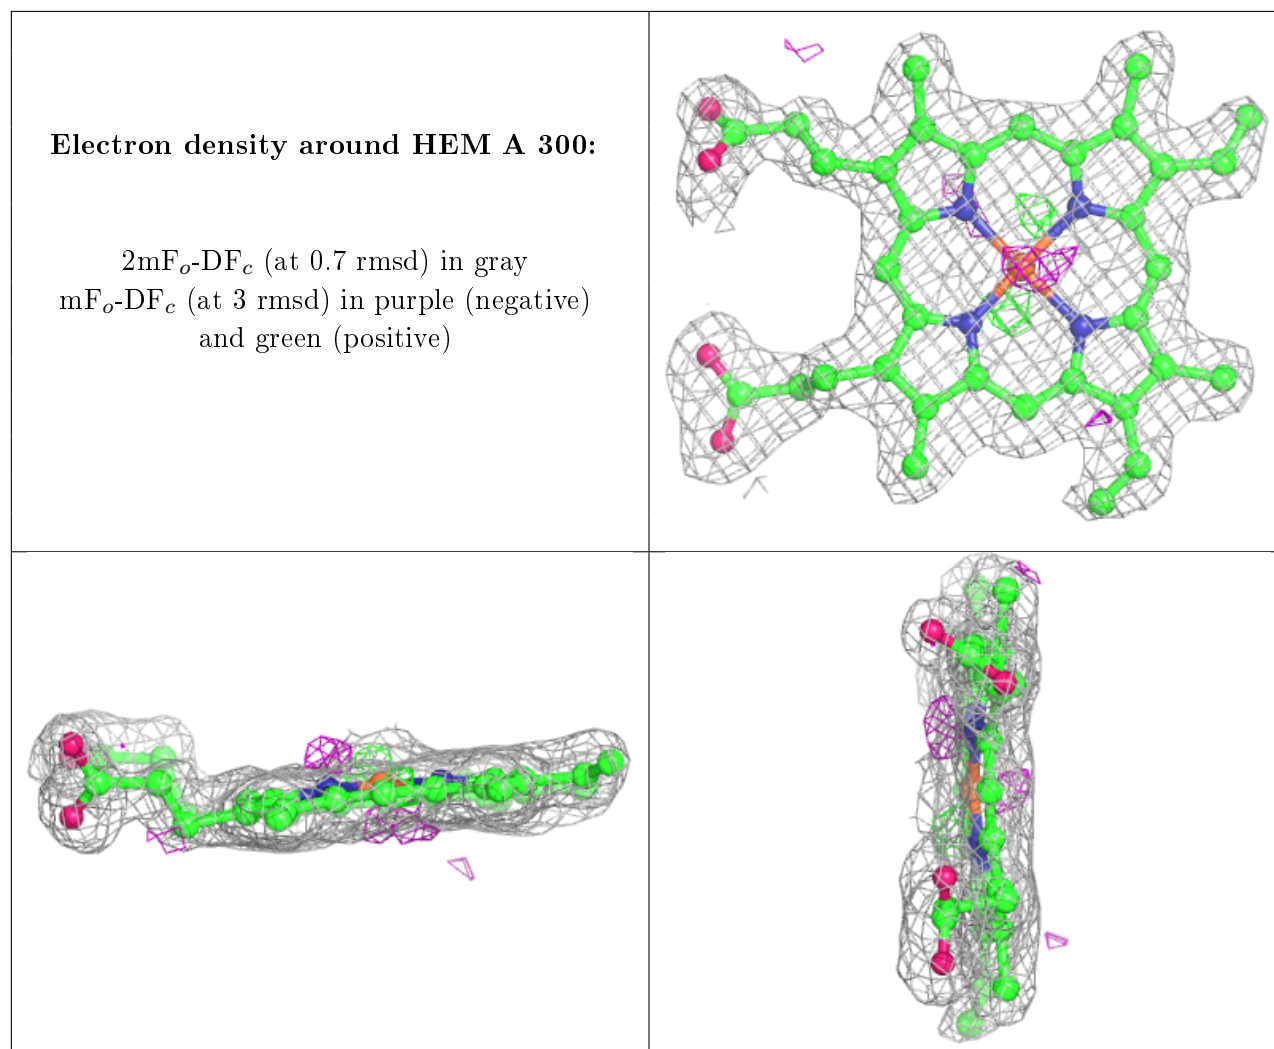 Electron density around HEM A 300:
2mFo-DFc (at 0.7 rmsd) in gray
mFo-DFc (at 3 rmsd) in purple (negative)
and green (positive)